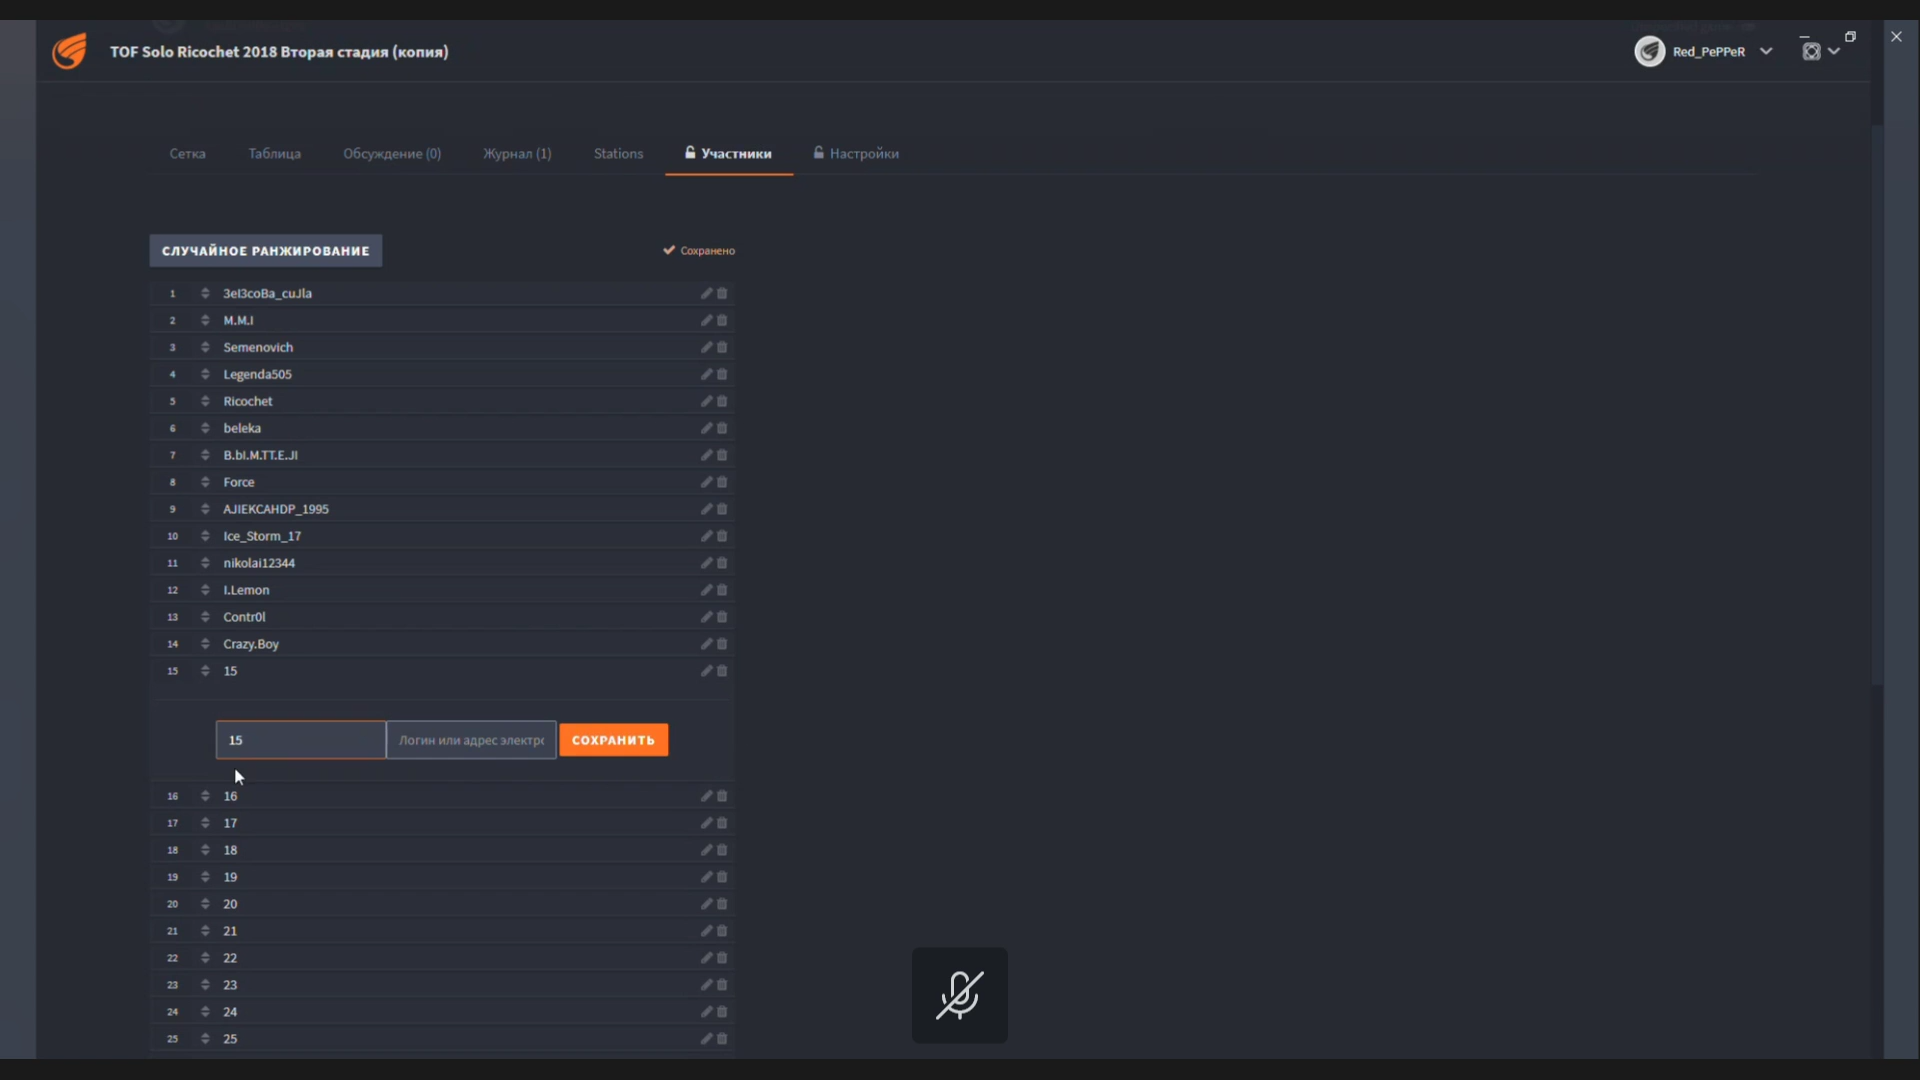 TOF Solo Ricochet 2018 Вторая стадия (копия)
Red_PePPeR
Сетка Таблица Обсуждение (0) Журнал (1) Stations Участники Настройки
СЛУЧАЙНОЕ РАНЖИРОВАНИЕ
Сохранено
1 3el3coBa_cuJla
2 M.M.I
3 Semenovich
4 Legenda505
5 Ricochet
6 beleka
7 B.bI.M.TT.E.JI
8 Force
9 AJIEKCAHDP_1995
10 Ice_Storm_17
11 nikolai12344
12 I.Lemon
13 Contr0l
14 Crazy.Boy
15 15
15 Логин или адрес электрс СОХРАНИТЬ
16 16
17 17
18 18
19 19
20 20
21 21
22 22
23 23
24 24
25 25